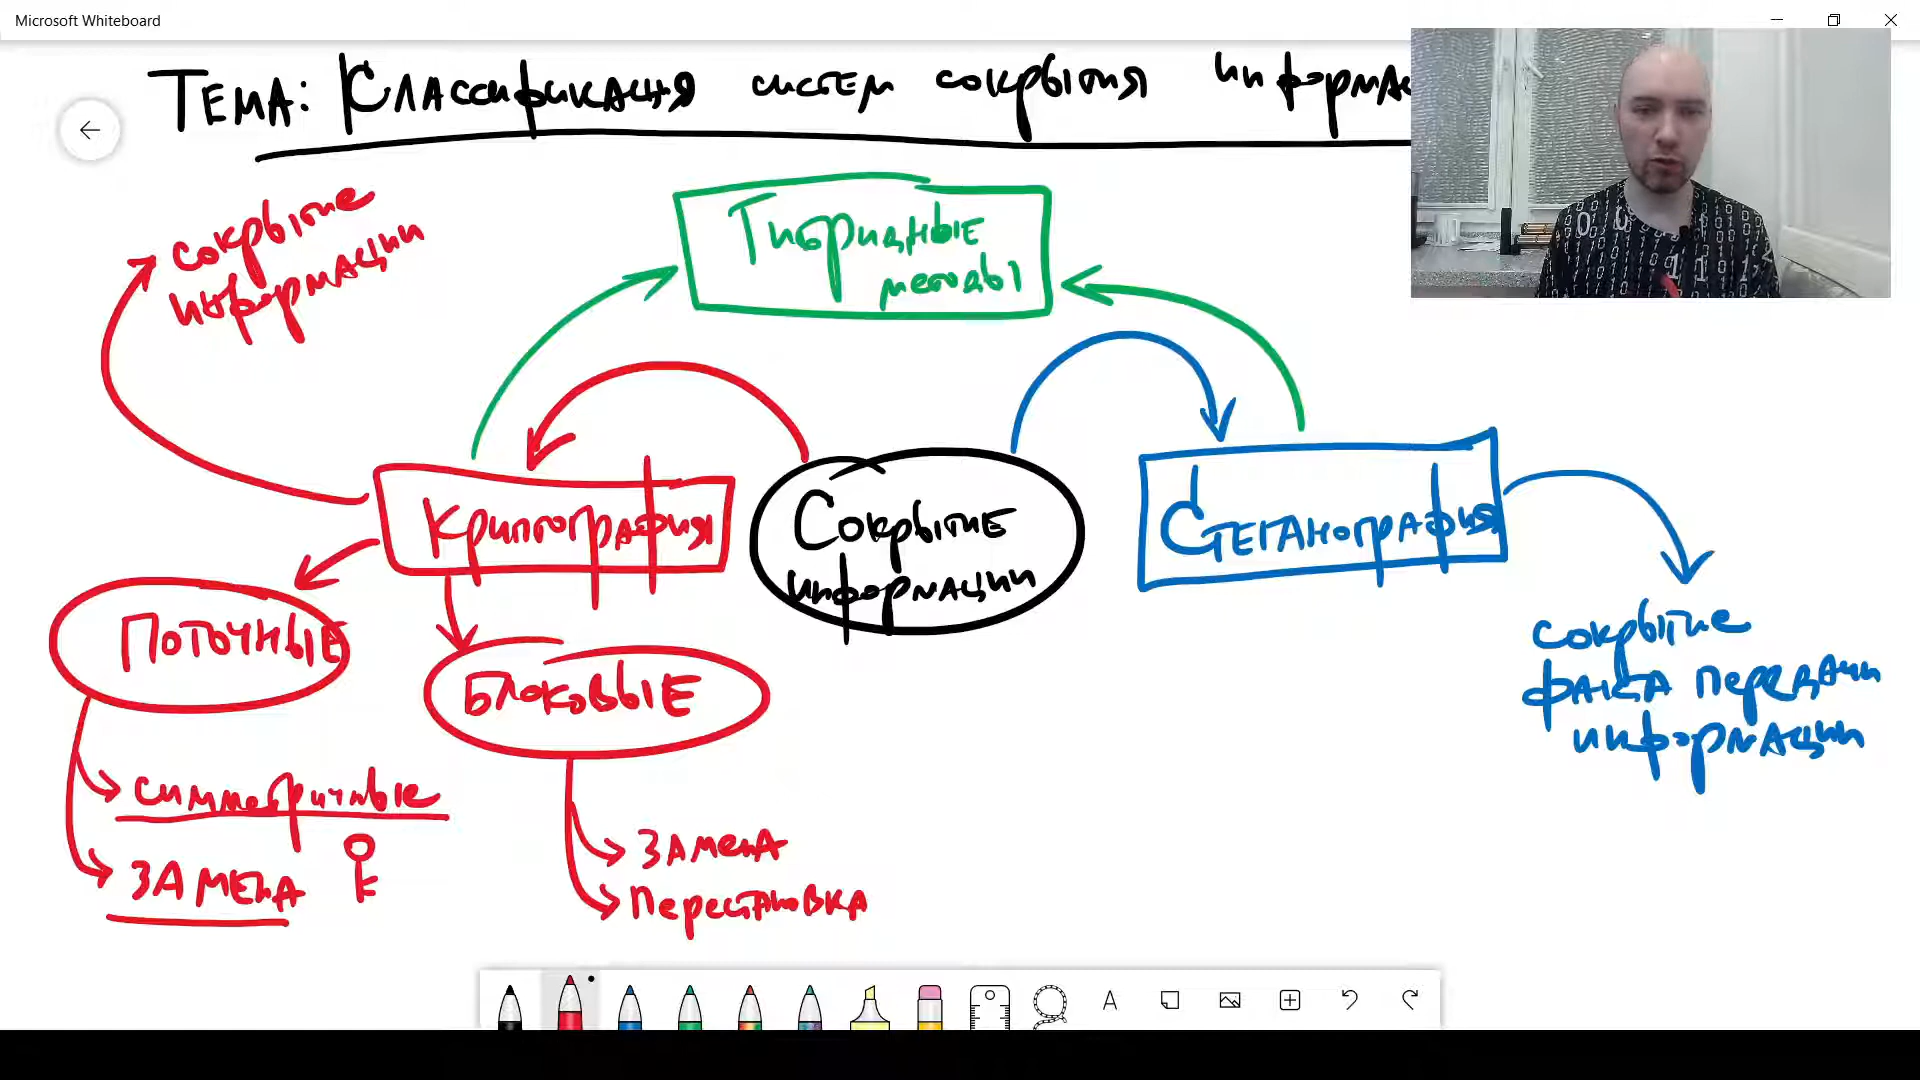 Microsoft Whiteboard
Тема: Классификация систем сокрытия
сокрытие
информации
Гибридные
методы
Криптография
Сокрытие
информации
Стеганография
Поточные
Блоковые
сокрытие
факта передачи
информации
симметричные
замена
замена
Перестановка